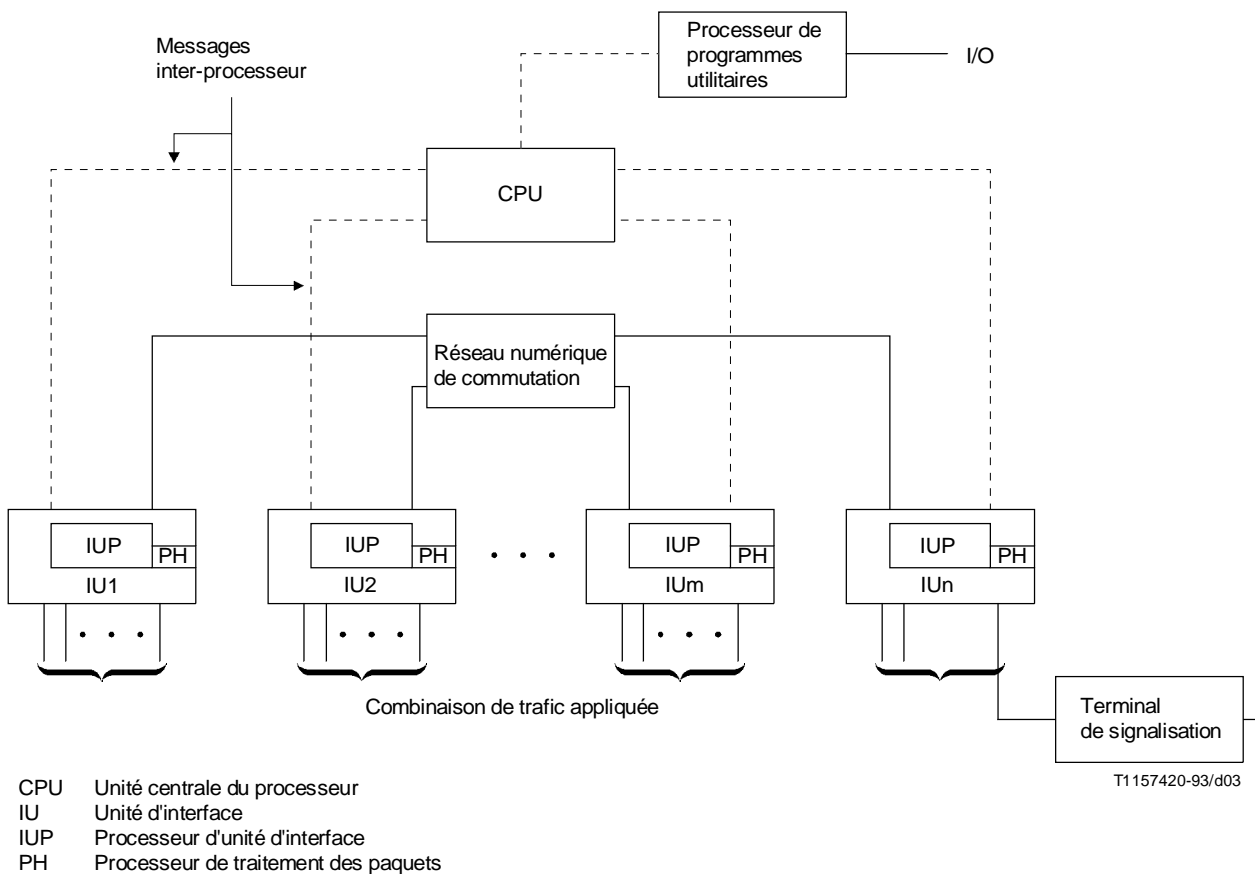 Messages
inter-processeur
Processeur de
programmes
utilitaires
I/O
CPU
Réseau numérique
de commutation
IUP
PH
IU1
IUP
PH
IU2
IUP
PH
IUm
IUP
PH
IUn
Combinaison de trafic appliquée
Terminal
de signalisation
T1157420-93/d03
CPU Unité centrale du processeur
IU Unité d'interface
IUP Processeur d'unité d'interface
PH Processeur de traitement des paquets